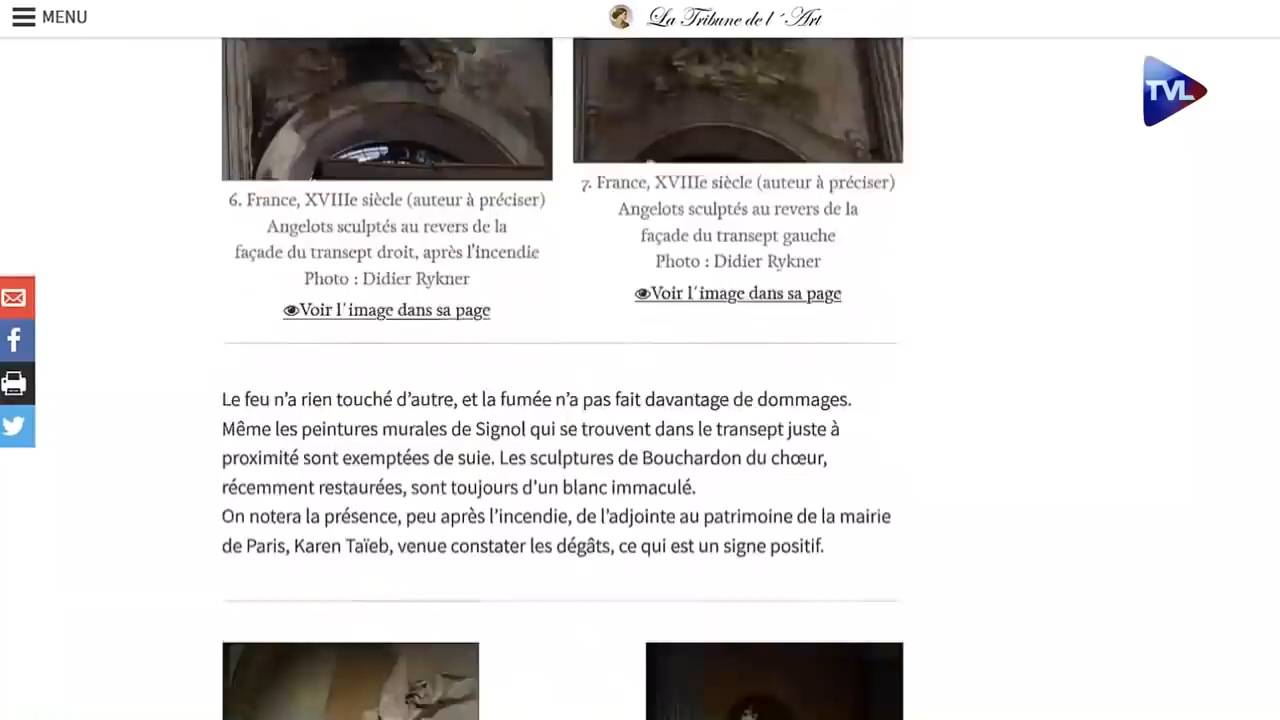 MENU
La Tribune de l´Art
TVL
6. France, XVIIIe siècle (auteur à préciser)
Angelots sculptés au revers de la
façade du transept droit, après l'incendie
Photo : Didier Rykner
Voir l´image dans sa page
7. France, XVIIIe siècle (auteur à préciser)
Angelots sculptés au revers de la
façade du transept gauche
Photo : Didier Rykner
Voir l´image dans sa page
Le feu n’a rien touché d’autre, et la fumée n’a pas fait davantage de dommages.
Même les peintures murales de Signol qui se trouvent dans le transept juste à
proximité sont exemptées de suie. Les sculptures de Bouchardon du chœur,
récemment restaurées, sont toujours d’un blanc immaculé.
On notera la présence, peu après l’incendie, de l’adjointe au patrimoine de la mairie
de Paris, Karen Taïeb, venue constater les dégâts, ce qui est un signe positif.